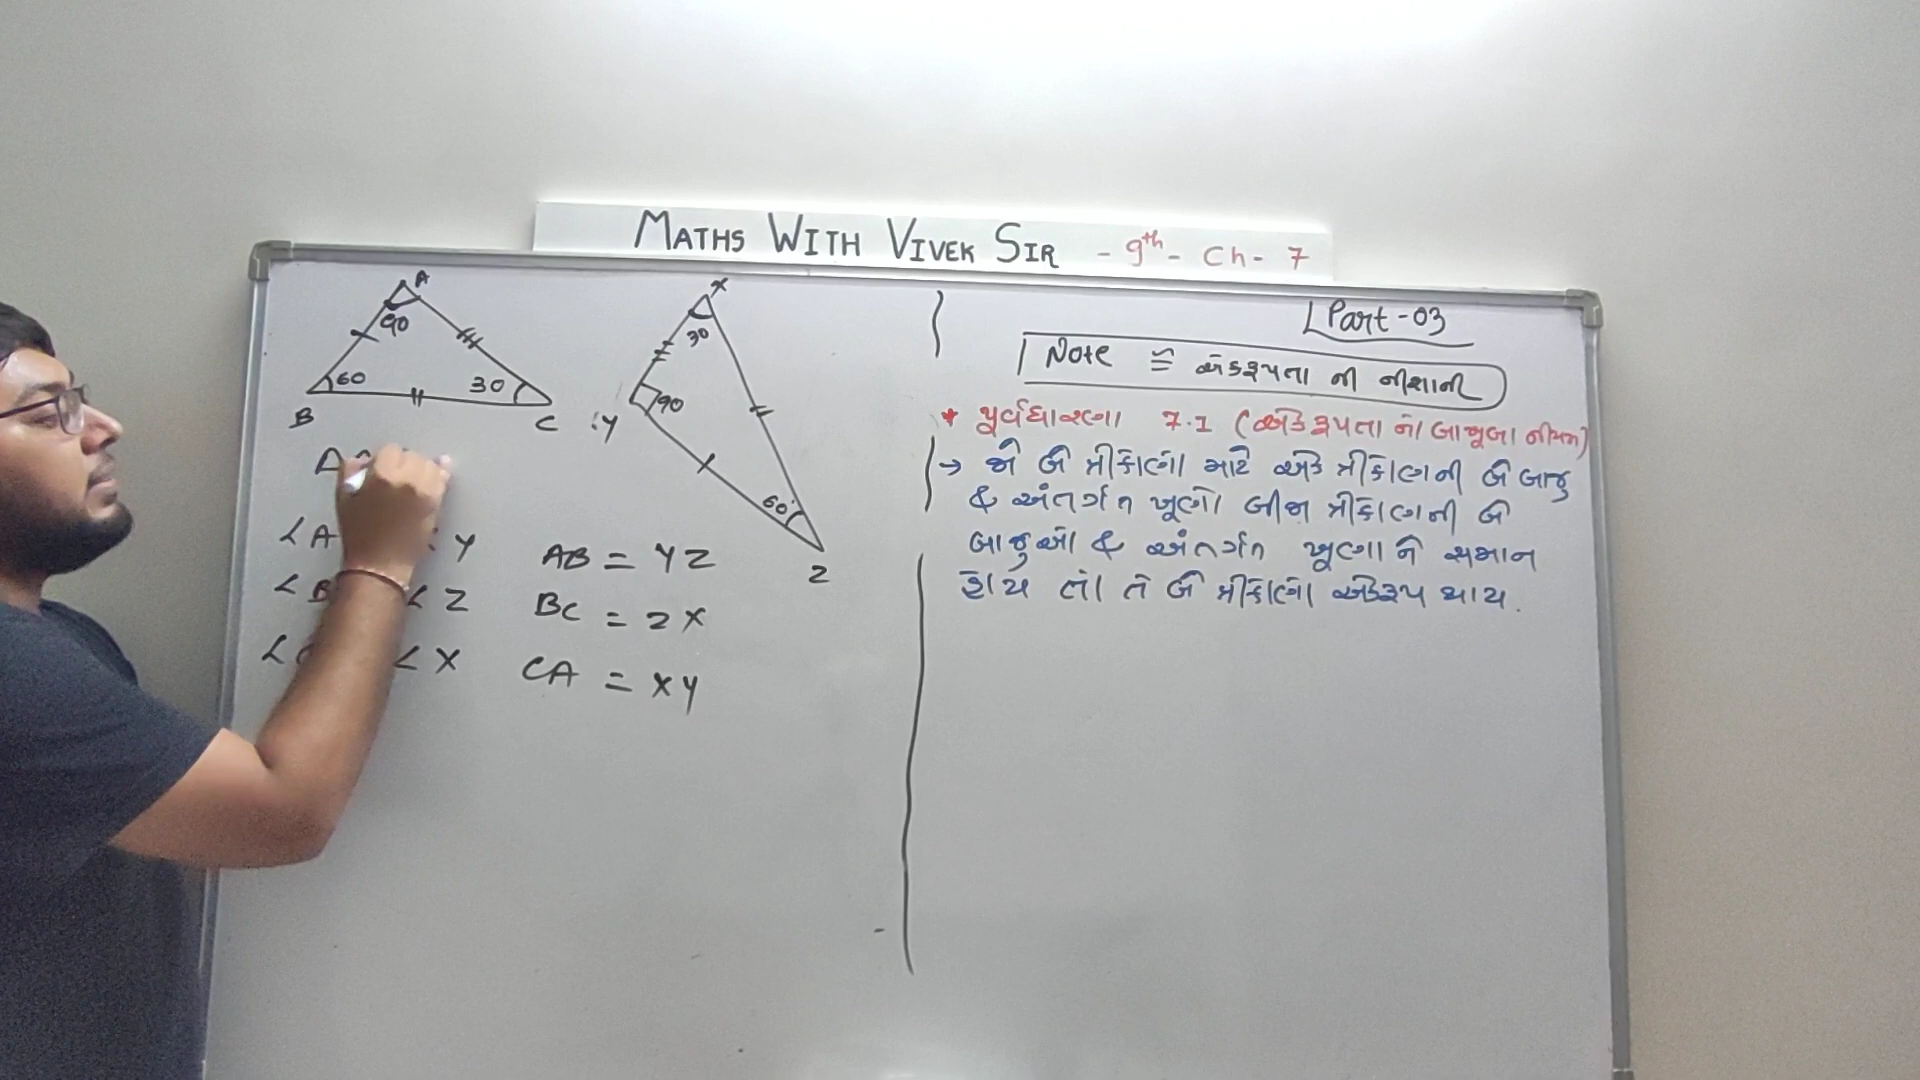 MATHS WITH VIVEK SIR - 9th - Ch - 7
A
90
60
30
B
C
X
30
90
Y
60
Z
∠A ∠Y
∠B ∠Z
∠ ∠X
AB = YZ
BC = ZX
CA = XY
Part - 03
Note ≅ એકરૂપતા ની નીશાની
* પૂર્વધારણા 7.1 (એકરૂપતા નો બાખૂબા નીયમ)
→ જો બે ત્રીકોણો માટે એક ત્રીકોણની બે બાજુ
& અંતર્ગત ખૂણો બીજા ત્રીકોણની બે
બાજુઓ & અંતર્ગત ખૂણા ને સમાન
હોય તો તે બે ત્રીકોણો એકરૂપ થાય.